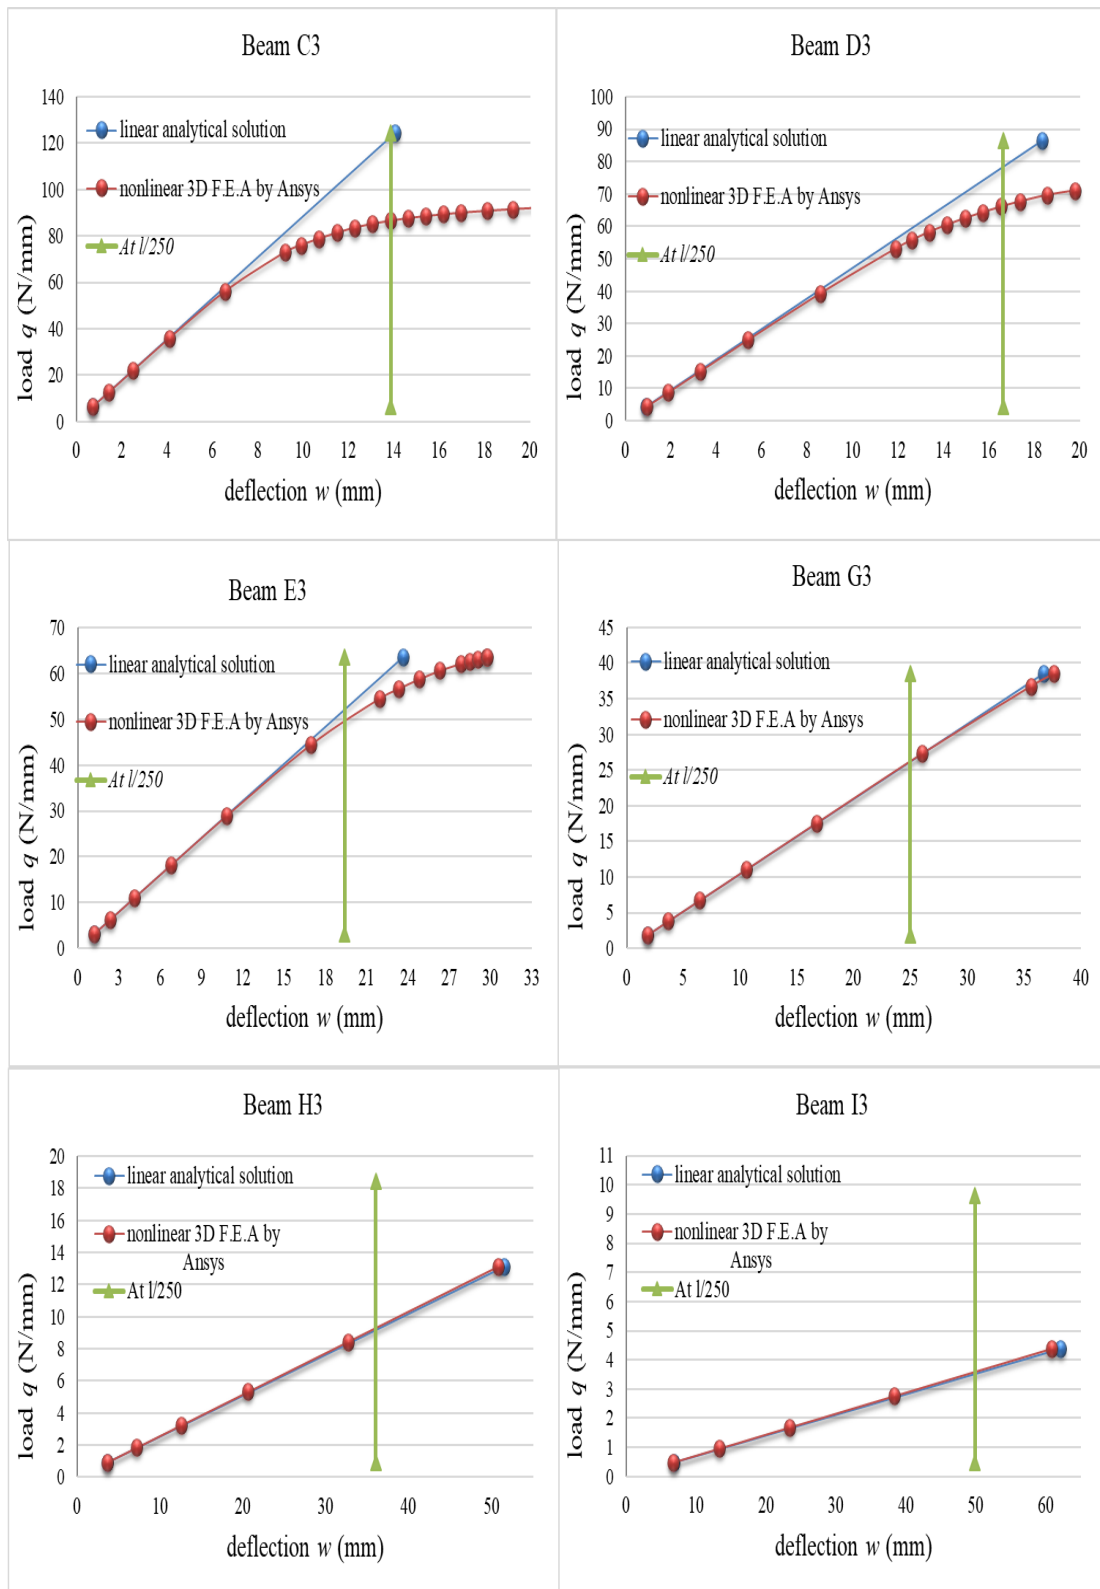 Beam C3
140
120
100
80
60
40
20
0
0 2 4 6 8 10 12 14 16 18 20
load q (N/mm)
deflection w (mm)
linear analytical solution
nonlinear 3D F.E.A by Ansys
At l/250
Beam D3
100
90
80
70
60
50
40
30
20
10
0
0 2 4 6 8 10 12 14 16 18 20
load q (N/mm)
deflection w (mm)
linear analytical solution
nonlinear 3D F.E.A by Ansys
At l/250
Beam E3
70
60
50
40
30
20
10
0
0 3 6 9 12 15 18 21 24 27 30 33
load q (N/mm)
deflection w (mm)
linear analytical solution
nonlinear 3D F.E.A by Ansys
At l/250
Beam G3
45
40
35
30
25
20
15
10
5
0
0 5 10 15 20 25 30 35 40
load q (N/mm)
deflection w (mm)
linear analytical solution
nonlinear 3D F.E.A by Ansys
At l/250
Beam H3
20
18
16
14
12
10
8
6
4
2
0
0 10 20 30 40 50
load q (N/mm)
deflection w (mm)
linear analytical solution
nonlinear 3D F.E.A by
Ansys
At l/250
Beam I3
11
10
9
8
7
6
5
4
3
2
1
0
0 10 20 30 40 50 60
load q (N/mm)
deflection w (mm)
linear analytical solution
nonlinear 3D F.E.A by
Ansys
At l/250